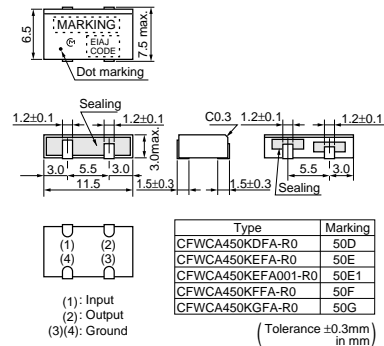 MARKING
EIAJ
CODE
6.5
7.5 max.
Dot marking
Sealing
1.2±0.1
1.2±0.1
C0.3
1.2±0.1
1.2±0.1
3.0max.
3.0
5.5
3.0
1.5±0.3
1.5±0.3
5.5
3.0
11.5
Sealing
(1)
(2)
(4)
(3)
(1): Input
(2): Output
(3)(4): Ground
Type Marking
CFWCA450KDFA-R0 50D
CFWCA450KEFA-R0 50E
CFWCA450KEFA001-R0 50E1
CFWCA450KFFA-R0 50F
CFWCA450KGFA-R0 50G
(Tolerance ±0.3mm
in mm)